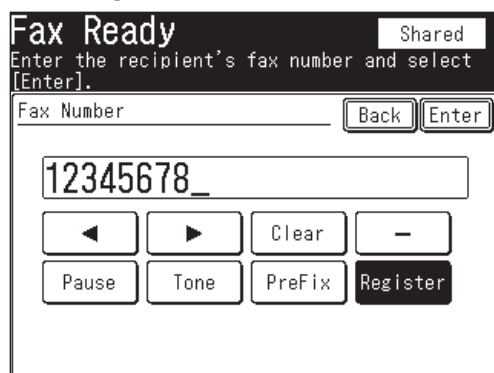 Fax Ready Shared
Enter the recipient's fax number and select
[Enter].
Fax Number Back Enter
12345678_
◀ ▶ Clear –
Pause Tone PreFix Register